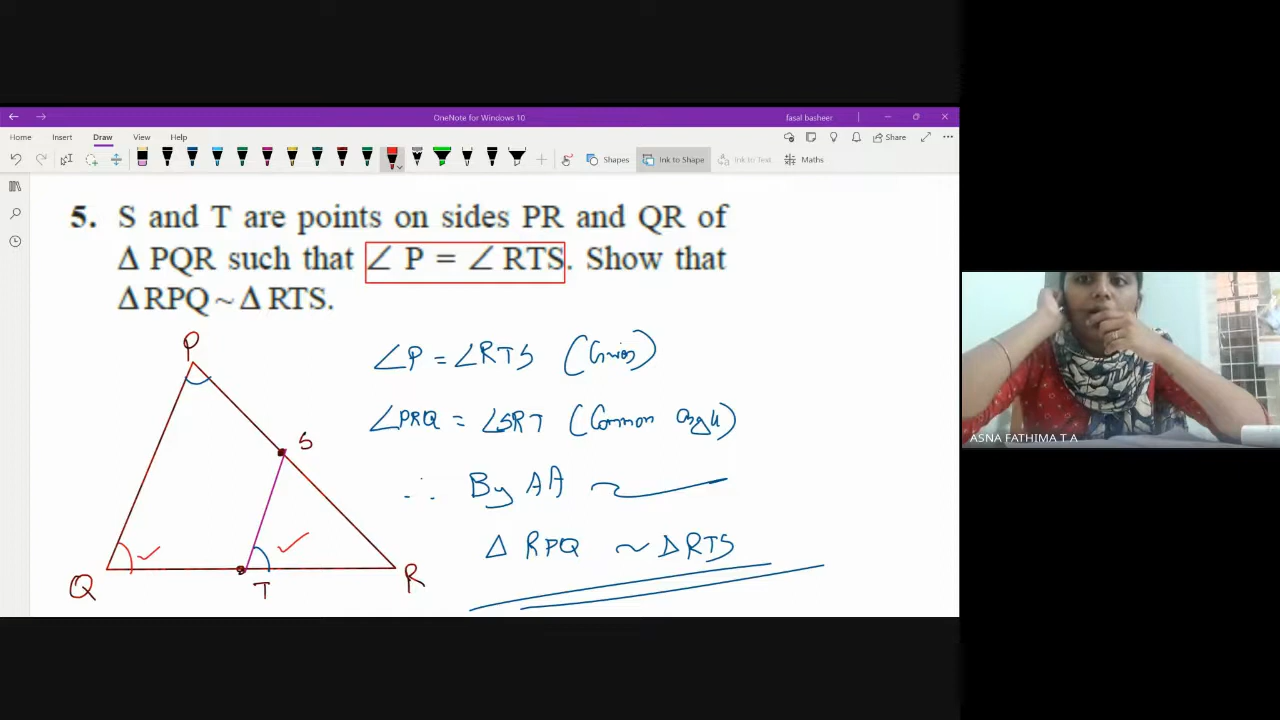 OneNote for Windows 10
fasal basheer
Home Insert Draw View Help
Share
Shapes Ink to Shape Ink to Text Maths
5. S and T are points on sides PR and QR of
Δ PQR such that ∠ P = ∠ RTS. Show that
Δ RPQ ~ Δ RTS.
P
S
Q
T
R
∠P = ∠RTS (Given)
∠PRQ = ∠SRT (Common angle)
∴ By AA ~
Δ RPQ ~ Δ RTS
ASNA FATHIMA T A